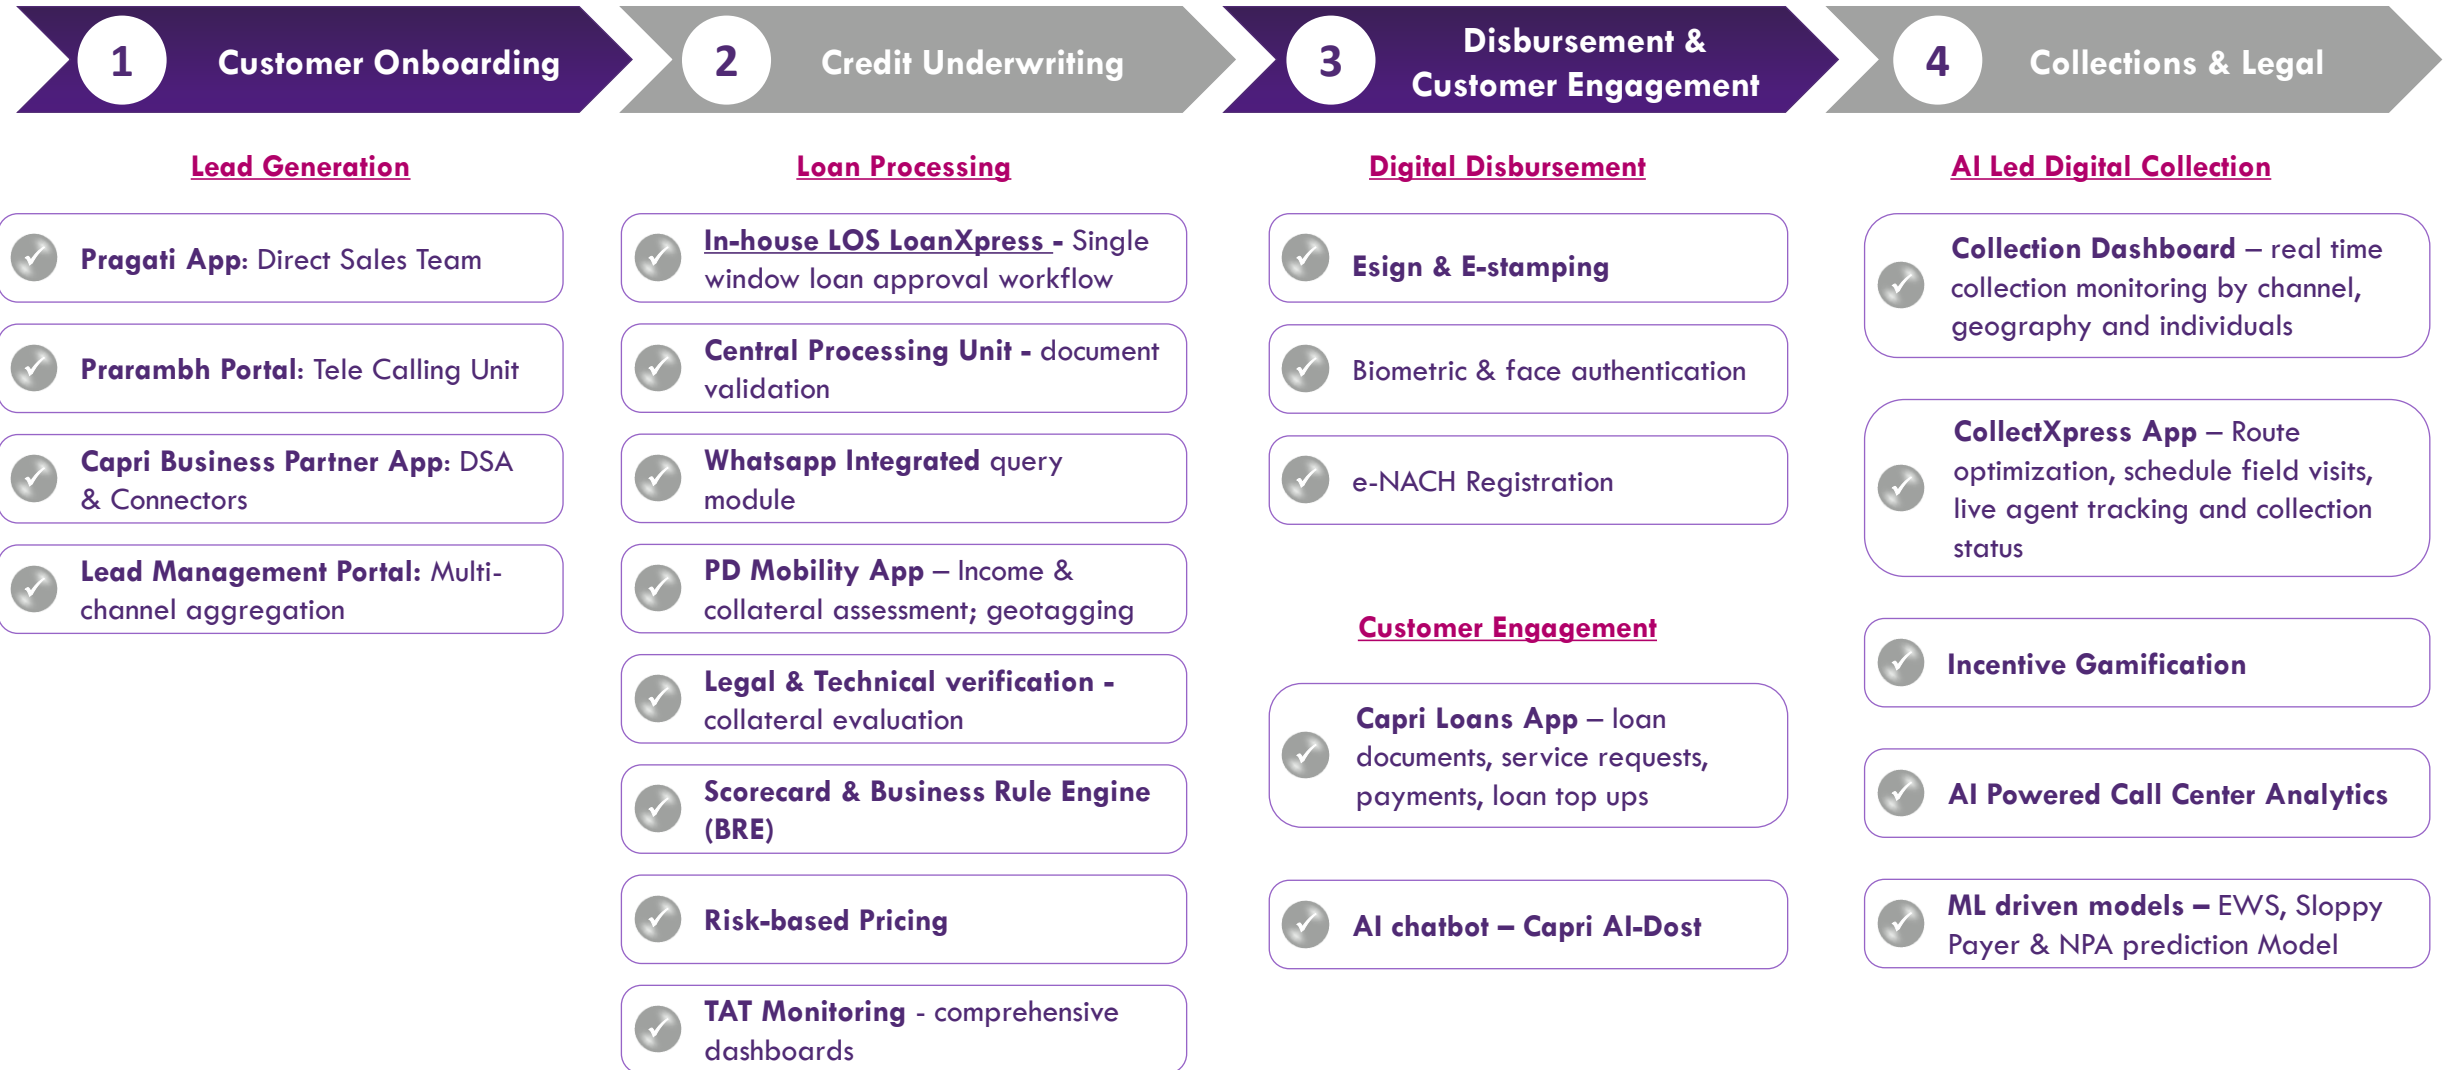 1
Customer Onboarding
2
Credit Underwriting
3
Disbursement &
Customer Engagement
4
Collections & Legal
Lead Generation
Pragati App: Direct Sales Team
Prarambh Portal: Tele Calling Unit
Capri Business Partner App: DSA
& Connectors
Lead Management Portal: Multi-
channel aggregation
Loan Processing
In-house LOS LoanXpress - Single
window loan approval workflow
Central Processing Unit - document
validation
Whatsapp Integrated query
module
PD Mobility App – Income &
collateral assessment; geotagging
Legal & Technical verification -
collateral evaluation
Scorecard & Business Rule Engine
(BRE)
Risk-based Pricing
TAT Monitoring - comprehensive
dashboards
Digital Disbursement
Esign & E-stamping
Biometric & face authentication
e-NACH Registration
Customer Engagement
Capri Loans App – loan
documents, service requests,
payments, loan top ups
AI chatbot – Capri AI-Dost
AI Led Digital Collection
Collection Dashboard – real time
collection monitoring by channel,
geography and individuals
CollectXpress App – Route
optimization, schedule field visits,
live agent tracking and collection
status
Incentive Gamification
AI Powered Call Center Analytics
ML driven models – EWS, Sloppy
Payer & NPA prediction Model